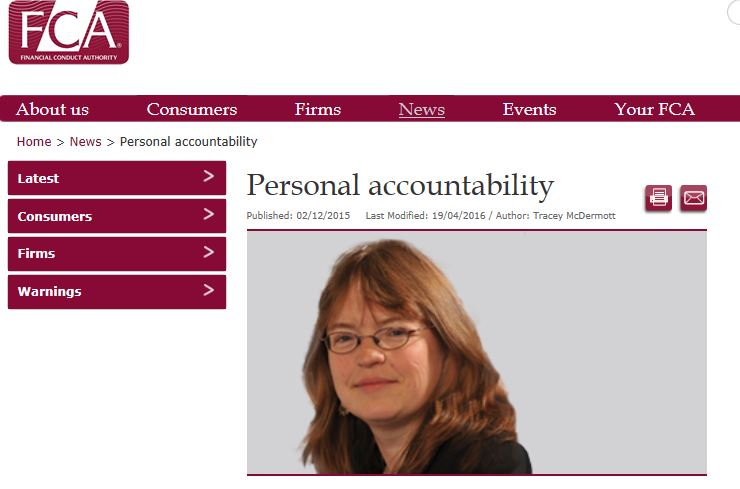 FCA®
FINANCIAL CONDUCT AUTHORITY
About us Consumers Firms News Events Your FCA
Home > News > Personal accountability
Latest >
Consumers >
Firms >
Warnings >
Personal accountability
Published: 02/12/2015 Last Modified: 19/04/2016 / Author: Tracey McDermott